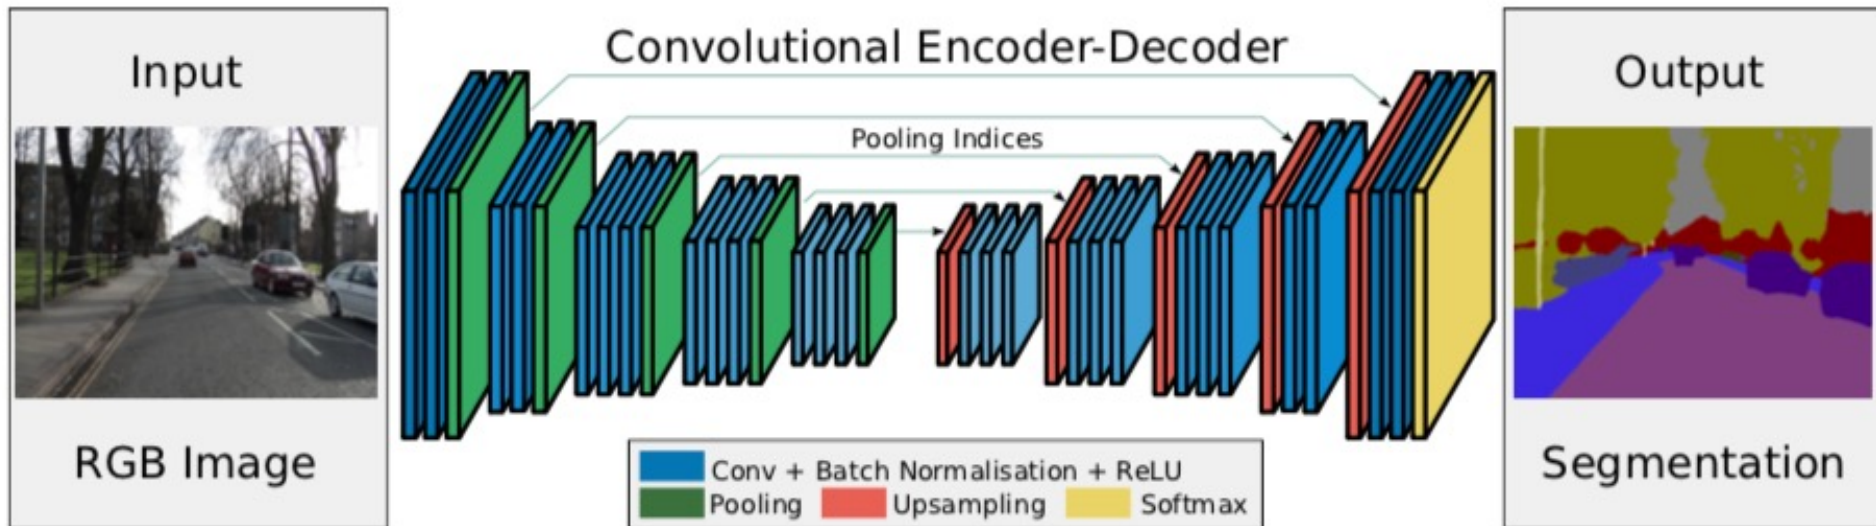 Input
RGB Image
Convolutional Encoder-Decoder
Pooling Indices
Conv + Batch Normalisation + ReLU
Pooling Upsampling Softmax
Output
Segmentation